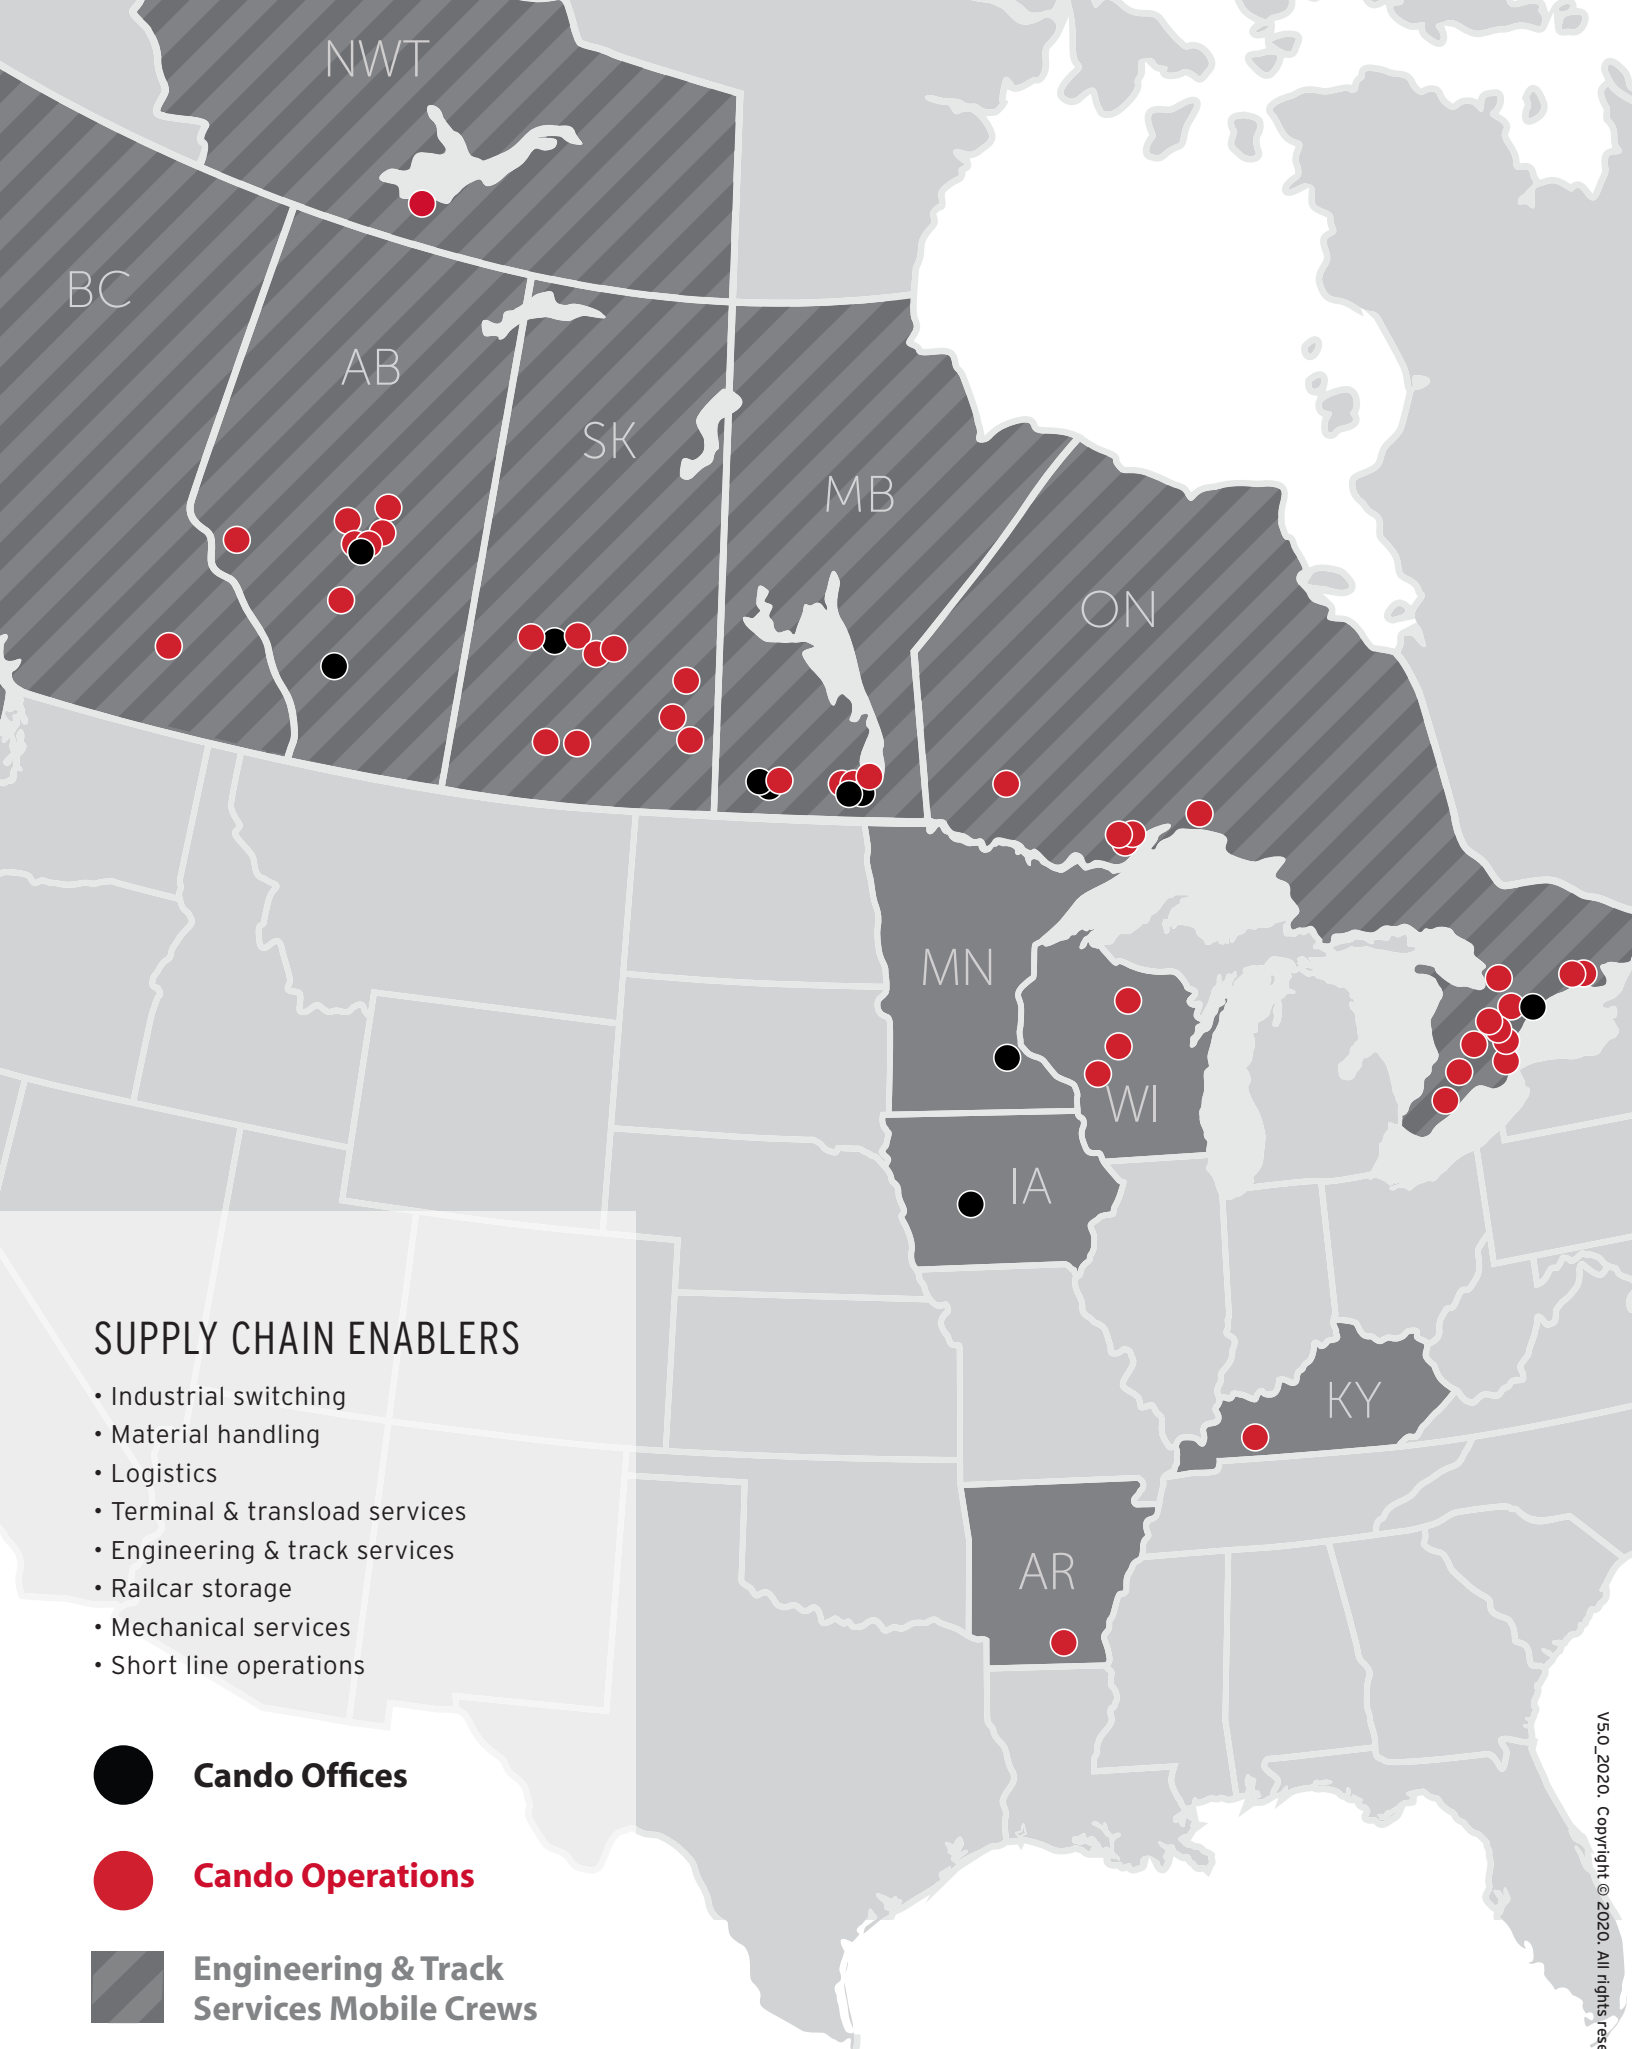 NWT
BC
AB
SK
MB
ON
MN
WI
IA
KY
AR
SUPPLY CHAIN ENABLERS
• Industrial switching
• Material handling
• Logistics
• Terminal & transload services
• Engineering & track services
• Railcar storage
• Mechanical services
• Short line operations
Cando Offices
Cando Operations
Engineering & Track
Services Mobile Crews
V5.0_2020. Copyright © 2020. All rights rese